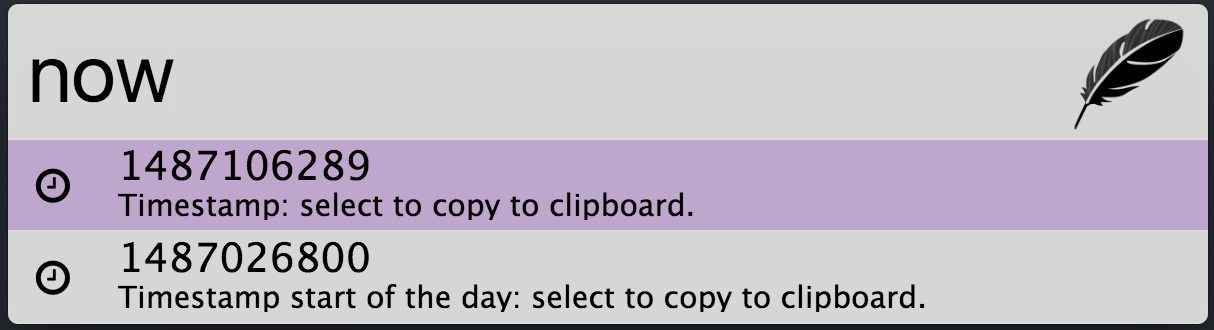 now
1487106289
Timestamp: select to copy to clipboard.
1487026800
Timestamp start of the day: select to copy to clipboard.